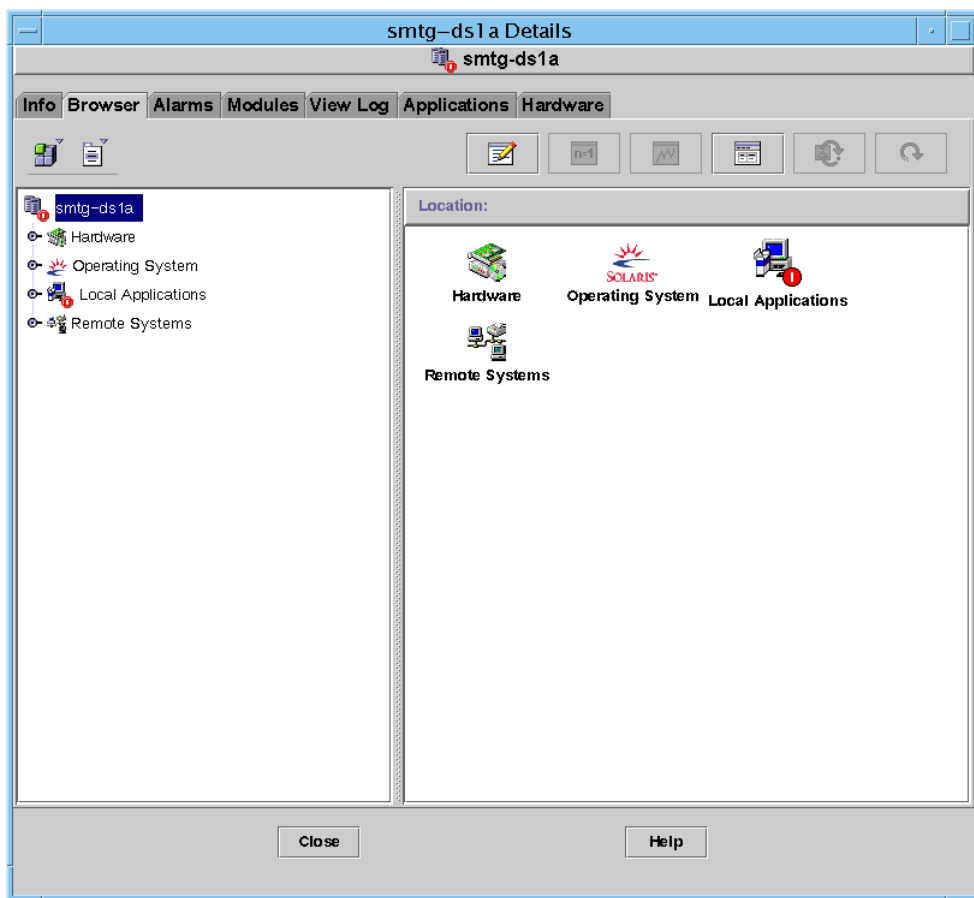 smtg-ds1a Details
smtg-ds1a
Info Browser Alarms Modules View Log Applications Hardware
n=1
smtg-ds1a
Hardware
Operating System
Local Applications
Remote Systems
Location:
SOLARIS
Hardware Operating System Local Applications
Remote Systems
Close Help